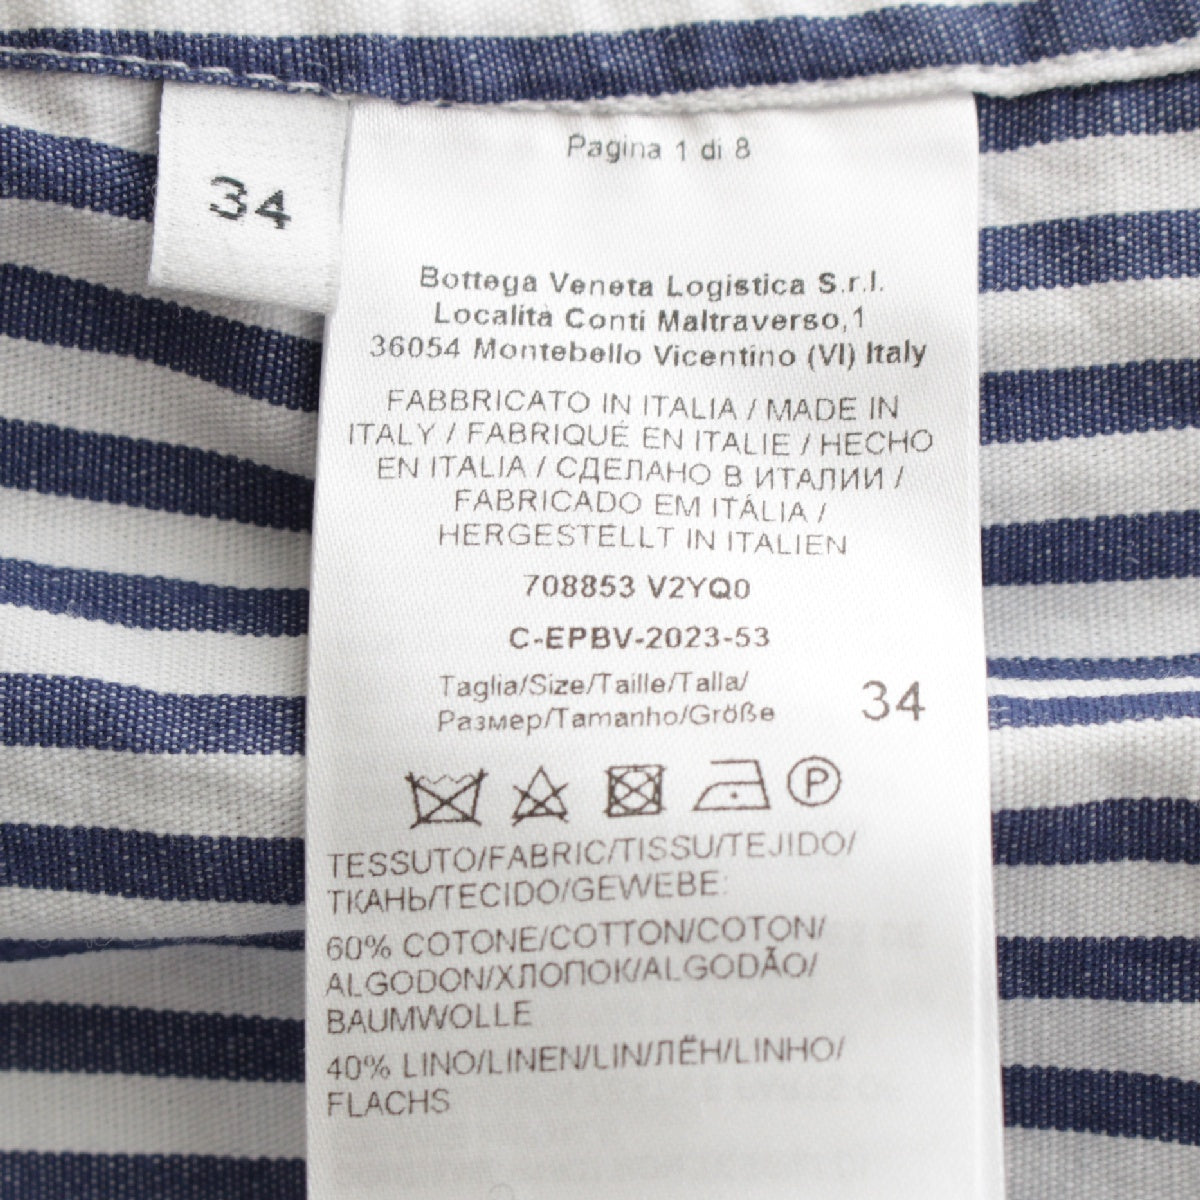 34
Pagina 1 di 8
Bottega Veneta Logistica S.r.l.
Località Conti Maltraverso,1
36054 Montebello Vicentino (VI) Italy
FABBRICATO IN ITALIA / MADE IN
ITALY / FABRIQUÉ EN ITALIE / HECHO
EN ITALIA / СДЕЛАНО В ИТАЛИИ /
FABRICADO EM ITÁLIA /
HERGESTELLT IN ITALIEN
708853 V2YQ0
C-EPBV-2023-53
Taglia/Size/Taille/Talla/
Размер/Tamanho/Größe
34
P
TESSUTO/FABRIC/TISSU/TEJIDO/
ТКАНЬ/TECIDO/GEWEBE:
60% COTONE/COTTON/COTON/
ALGODON/ХЛОПОК/ALGODÃO/
BAUMWOLLE
40% LINO/LINEN/LIN/ЛЁН/LINHO/
FLACHS